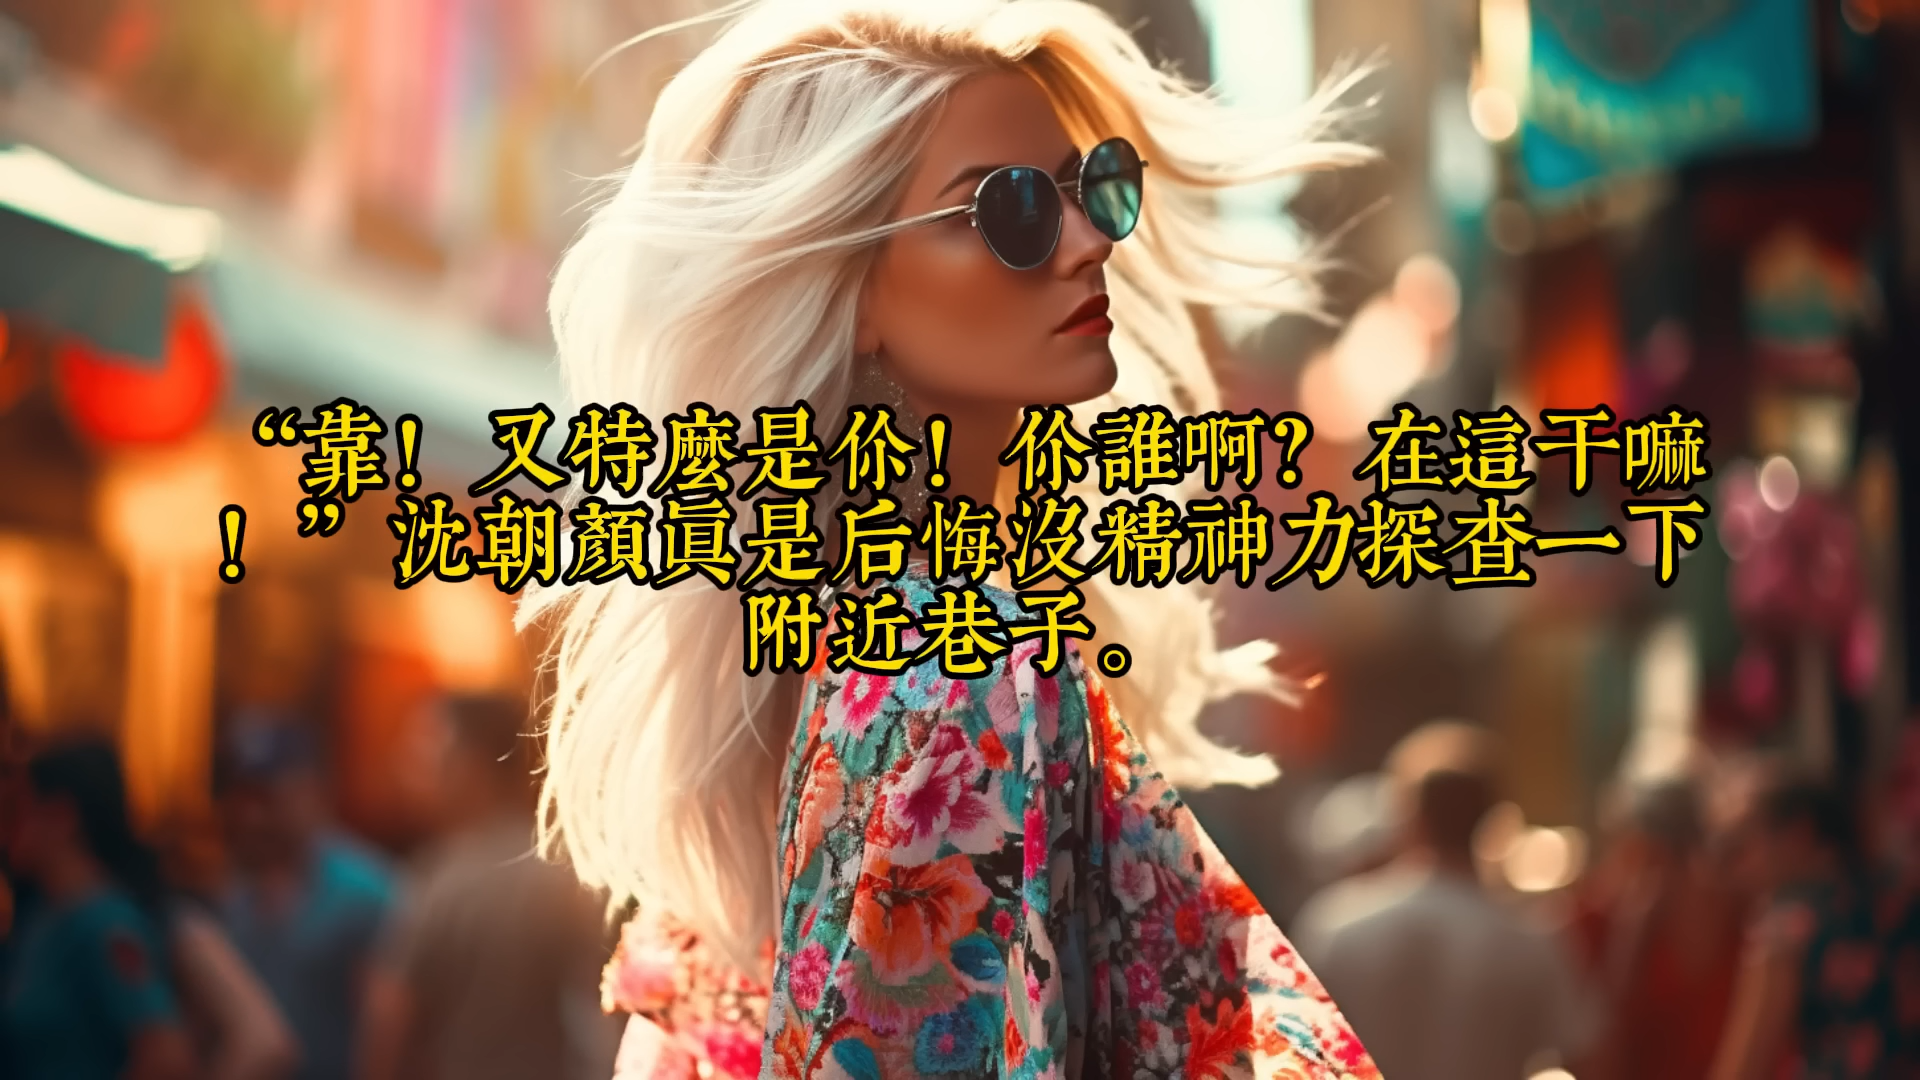 “靠！又特麼是你！你誰啊？在這干嘛
！”沈朝顏眞是后悔沒精神力探查一下
附近巷子。